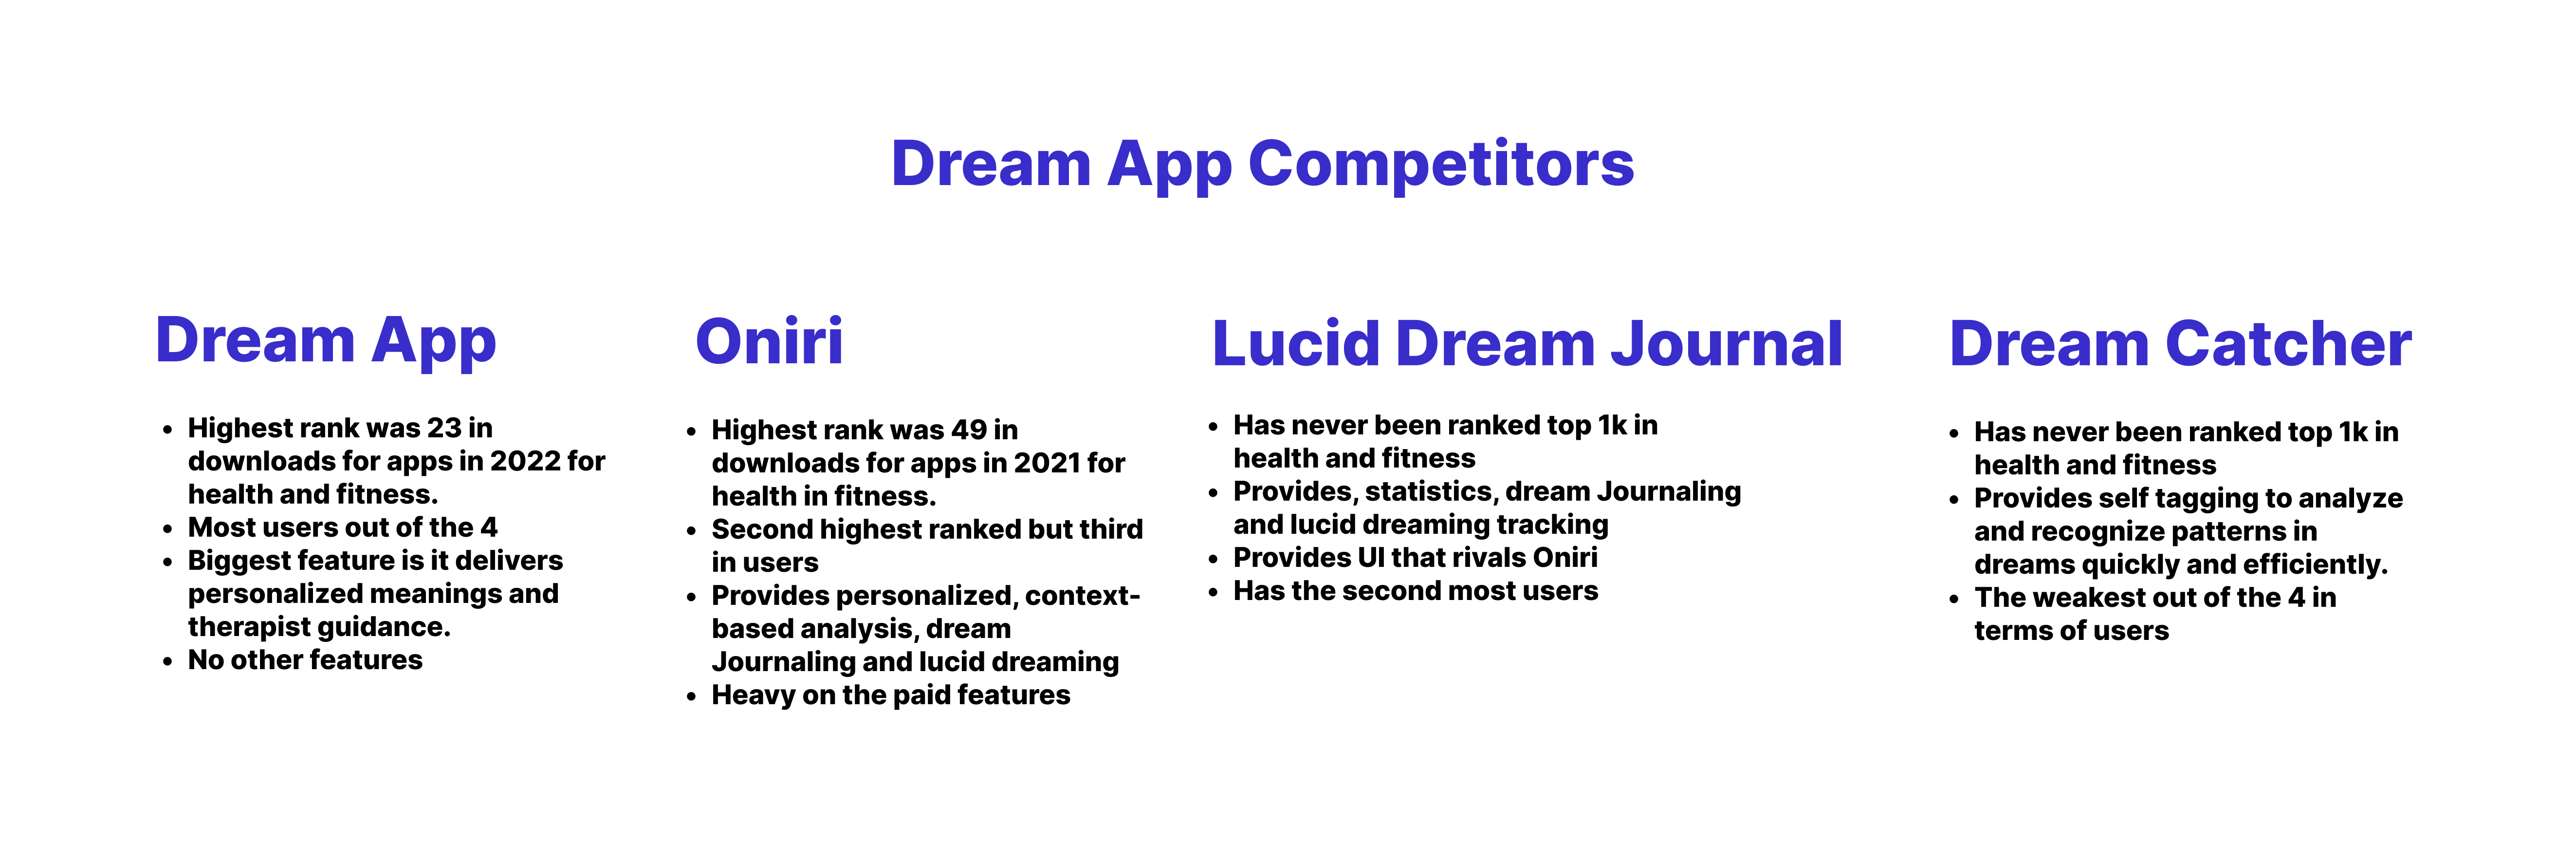 Dream App Competitors
Dream App
• Highest rank was 23 in
downloads for apps in 2022 for
health and fitness.
• Most users out of the 4
• Biggest feature is it delivers
personalized meanings and
therapist guidance.
• No other features
Oniri
• Highest rank was 49 in
downloads for apps in 2021 for
health in fitness.
• Second highest ranked but third
in users
• Provides personalized, context-
based analysis, dream
Journaling and lucid dreaming
• Heavy on the paid features
Lucid Dream Journal
• Has never been ranked top 1k in
health and fitness
• Provides, statistics, dream Journaling
and lucid dreaming tracking
• Provides UI that rivals Oniri
• Has the second most users
Dream Catcher
• Has never been ranked top 1k in
health and fitness
• Provides self tagging to analyze
and recognize patterns in
dreams quickly and efficiently.
• The weakest out of the 4 in
terms of users